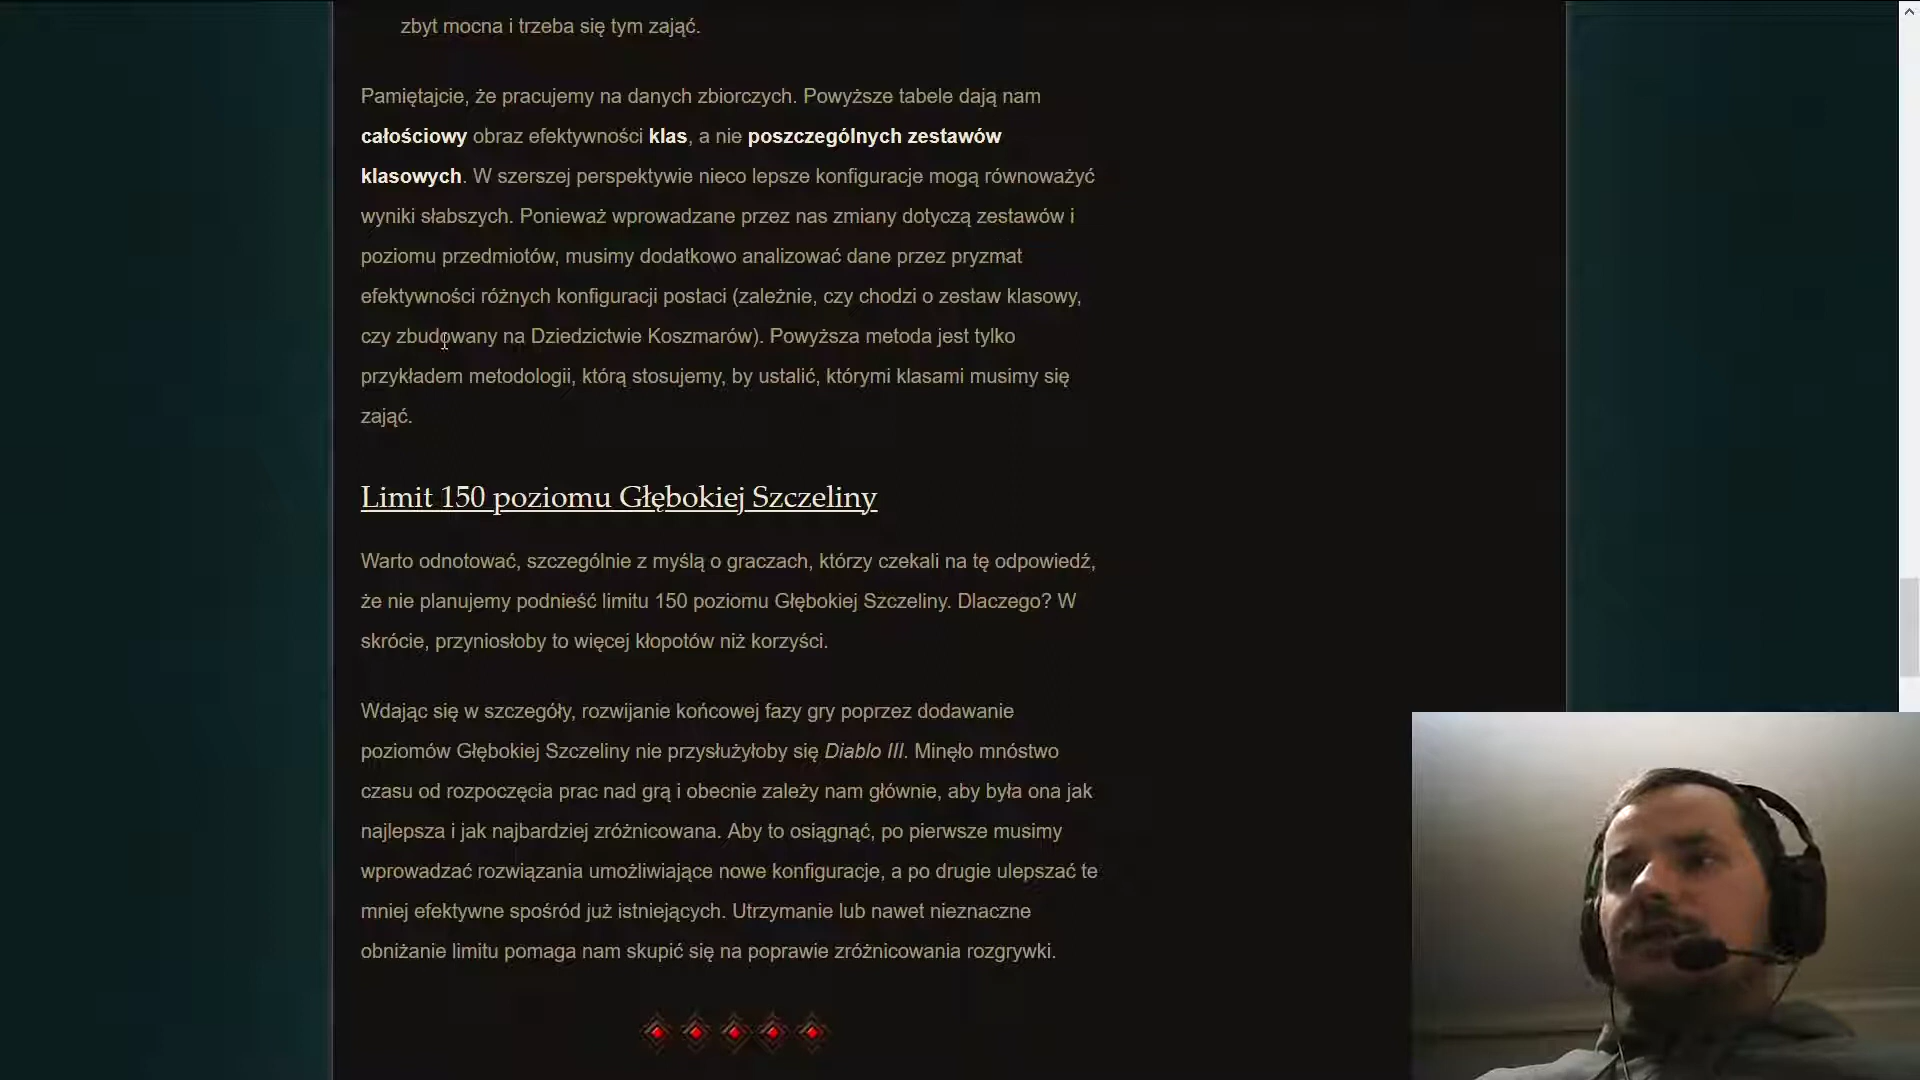 zbyt mocna i trzeba się tym zająć.
Pamiętajcie, że pracujemy na danych zbiorczych. Powyższe tabele dają nam
całościowy obraz efektywności klas, a nie poszczególnych zestawów
klasowych. W szerszej perspektywie nieco lepsze konfiguracje mogą równoważyć
wyniki słabszych. Ponieważ wprowadzane przez nas zmiany dotyczą zestawów i
poziomu przedmiotów, musimy dodatkowo analizować dane przez pryzmat
efektywności różnych konfiguracji postaci (zależnie, czy chodzi o zestaw klasowy,
czy zbudowany na Dziedzictwie Koszmarów). Powyższa metoda jest tylko
przykładem metodologii, którą stosujemy, by ustalić, którymi klasami musimy się
zająć.
Limit 150 poziomu Głębokiej Szczeliny
Warto odnotować, szczególnie z myślą o graczach, którzy czekali na tę odpowiedź,
że nie planujemy podnieść limitu 150 poziomu Głębokiej Szczeliny. Dlaczego? W
skrócie, przyniosłoby to więcej kłopotów niż korzyści.
Wdając się w szczegóły, rozwijanie końcowej fazy gry poprzez dodawanie
poziomów Głębokiej Szczeliny nie przysłużyłoby się Diablo III. Minęło mnóstwo
czasu od rozpoczęcia prac nad grą i obecnie zależy nam głównie, aby była ona jak
najlepsza i jak najbardziej zróżnicowana. Aby to osiągnąć, po pierwsze musimy
wprowadzać rozwiązania umożliwiające nowe konfiguracje, a po drugie ulepszać te
mniej efektywne spośród już istniejących. Utrzymanie lub nawet nieznaczne
obniżanie limitu pomaga nam skupić się na poprawie zróżnicowania rozgrywki.